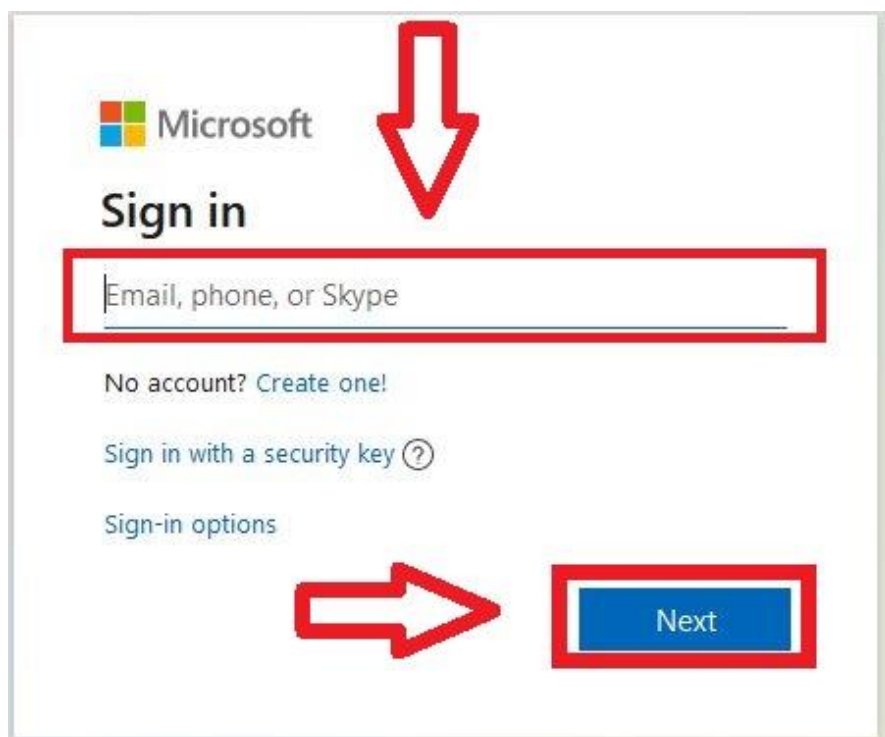 Microsoft
Sign in
Email, phone, or Skype
No account? Create one!
Sign in with a security key ?
Sign-in options
Next